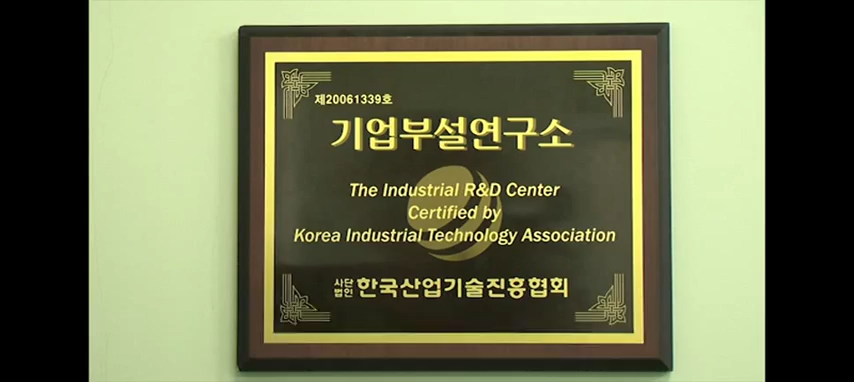 제20061339호
기업부설연구소
The Industrial R&D Center
Certified by
Korea Industrial Technology Association
사단법인 한국산업기술진흥협회